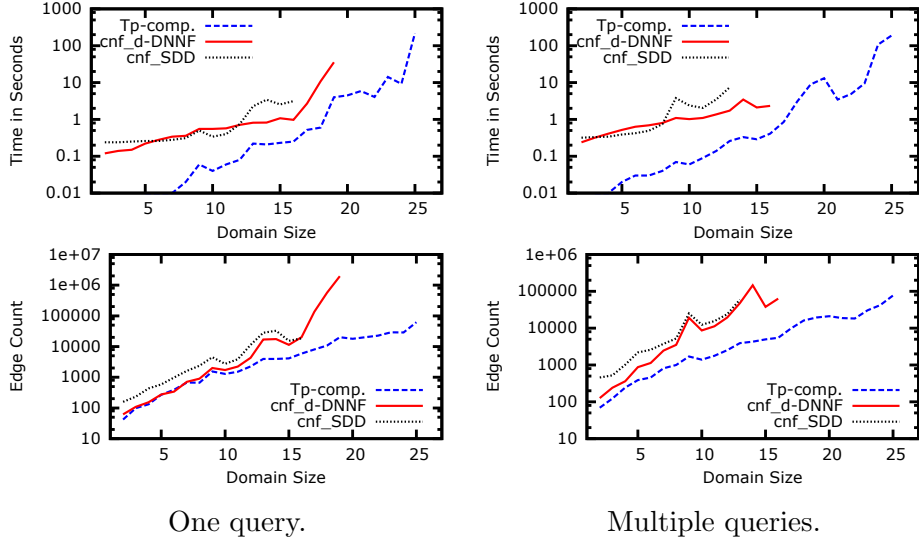 Time in Seconds
1000
100
10
1
0.1
0.01
Tp-comp.
cnf_d-DNNF
cnf_SDD
5 10 15 20 25
Domain Size
Time in Seconds
1000
100
10
1
0.1
0.01
Tp-comp.
cnf_d-DNNF
cnf_SDD
5 10 15 20 25
Domain Size
Edge Count
1e+07
1e+06
100000
10000
1000
100
10
Tp-comp.
cnf_d-DNNF
cnf_SDD
5 10 15 20 25
Domain Size
Edge Count
1e+06
100000
10000
1000
100
10
Tp-comp.
cnf_d-DNNF
cnf_SDD
5 10 15 20 25
Domain Size
One query.
Multiple queries.